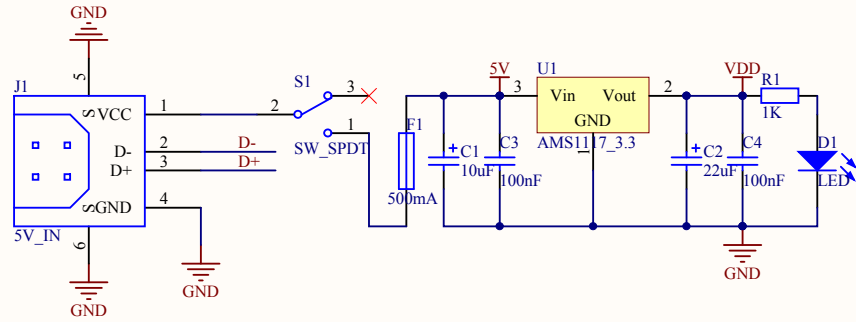 GND
J1
5
S VCC
1
2
S1
3
1
SW_SPDT
D-
2
D-
D+
3
D+
S GND
4
5V_IN
6
GND
GND
F1
500mA
5V
3
U1
Vin
Vout
GND
AMS1117_3.3
1
2
VDD
R1
1K
C1
10uF
C3
100nF
C2
22uF
C4
100nF
D1
LED
GND